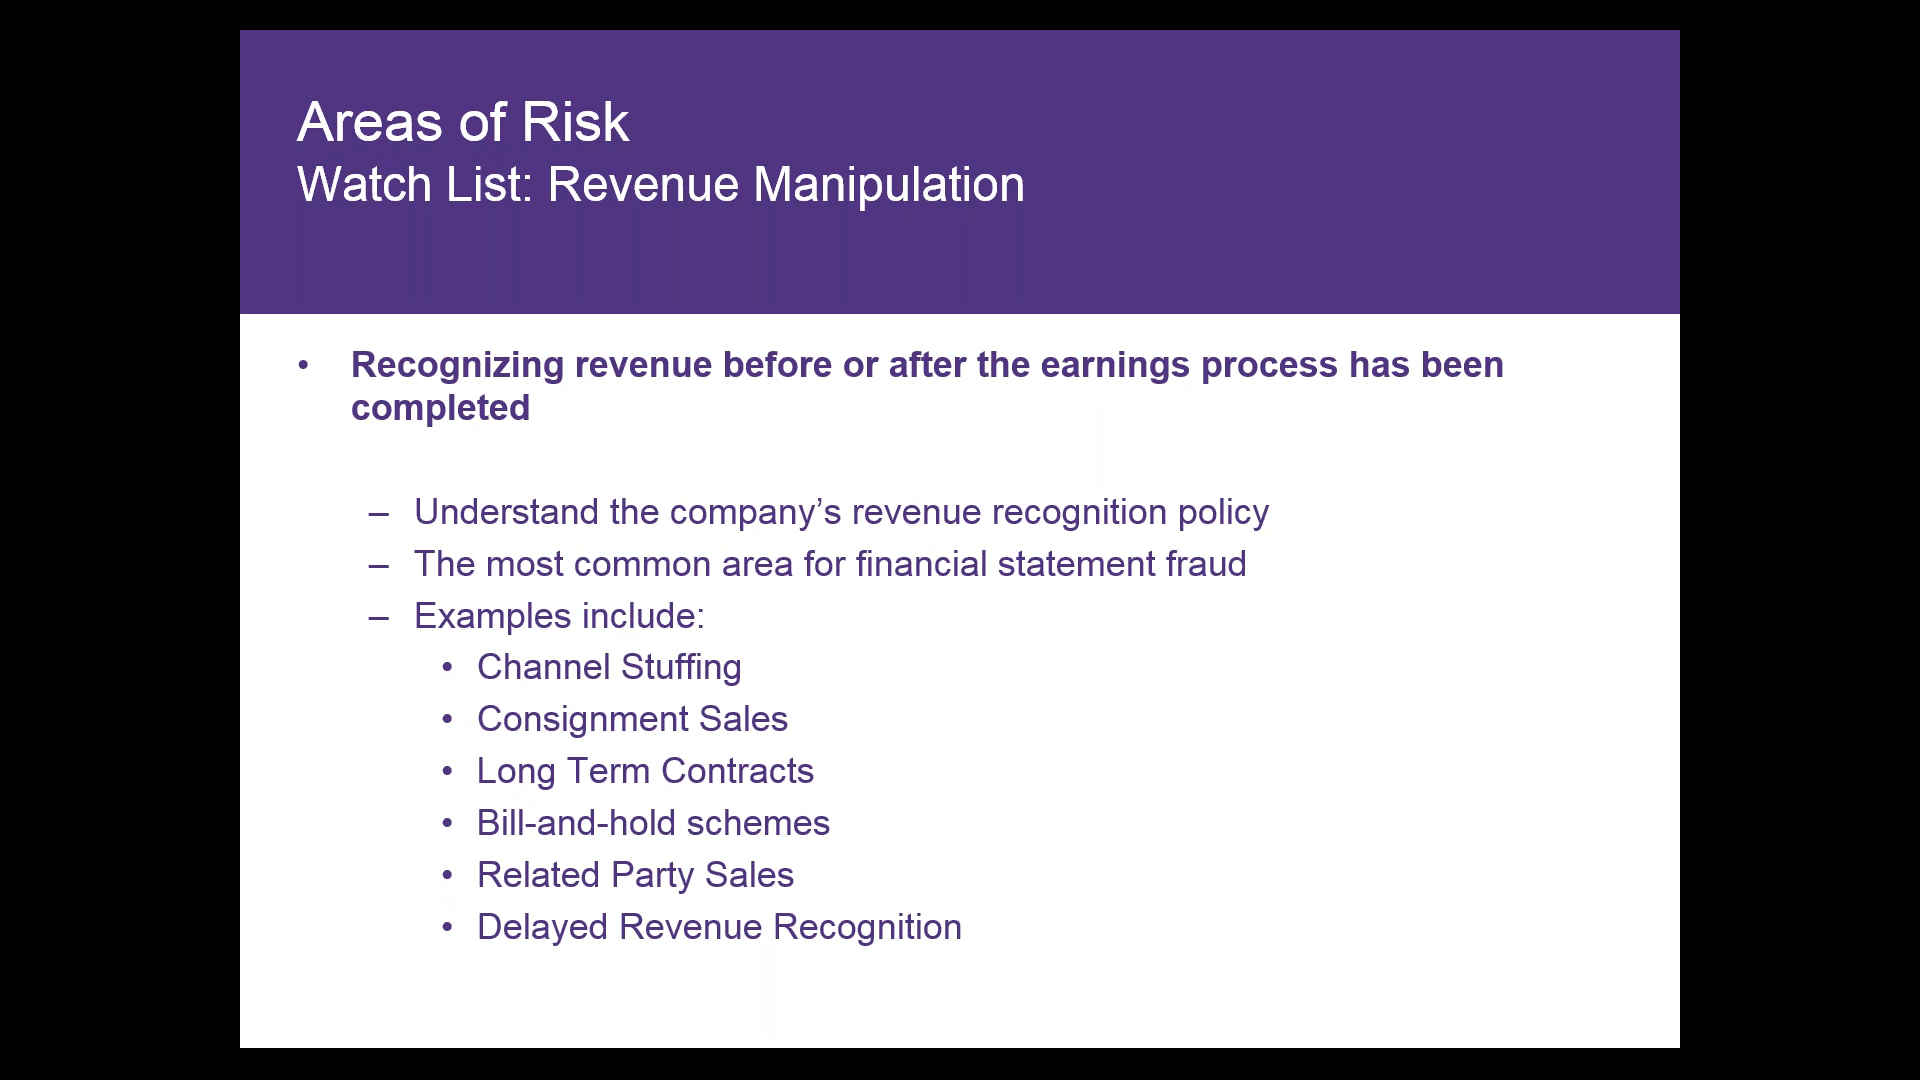 Areas of Risk
Watch List: Revenue Manipulation
• Recognizing revenue before or after the earnings process has been
completed
– Understand the company’s revenue recognition policy
– The most common area for financial statement fraud
– Examples include:
• Channel Stuffing
• Consignment Sales
• Long Term Contracts
• Bill-and-hold schemes
• Related Party Sales
• Delayed Revenue Recognition